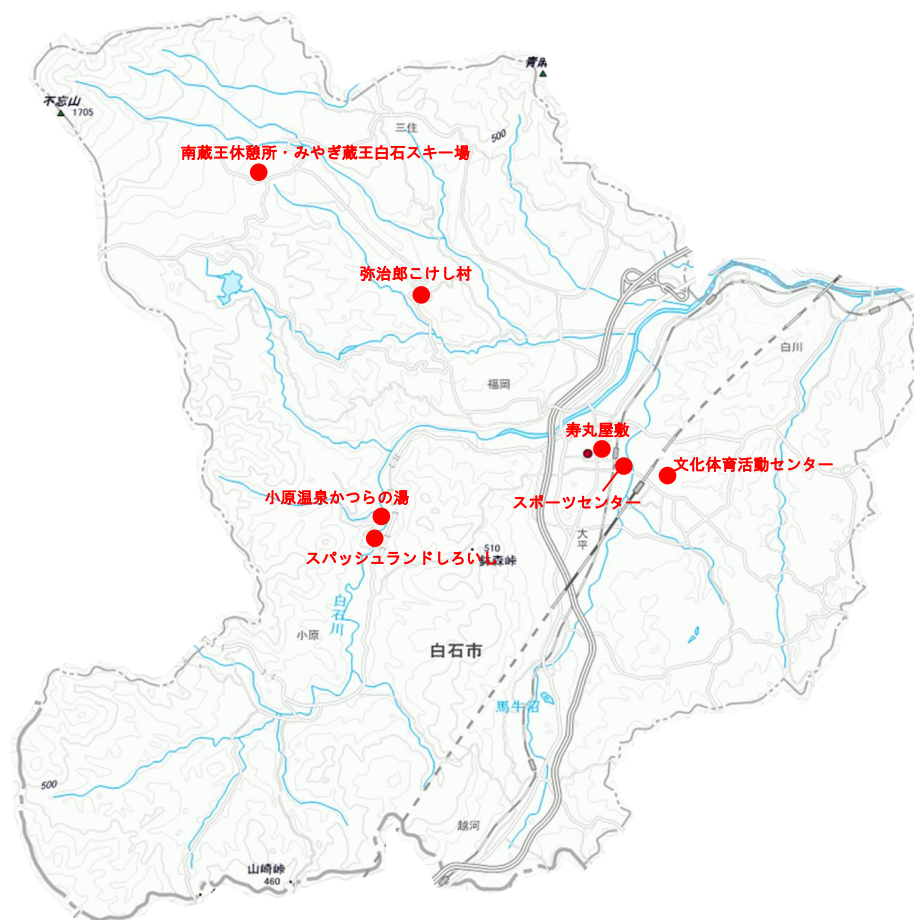 青麻
不忘山
1705
三住
500
南蔵王休憩所・みやぎ蔵王白石スキー場
弥治郎こけし村
白川
福岡
寿丸屋敷
文化体育活動センター
スポーツセンター
小原温泉かつらの湯
大平
510
スパッシュランドしろいし
鉢森峠
白石川
小原
白石市
馬牛沼
500
越河
山崎峠
460